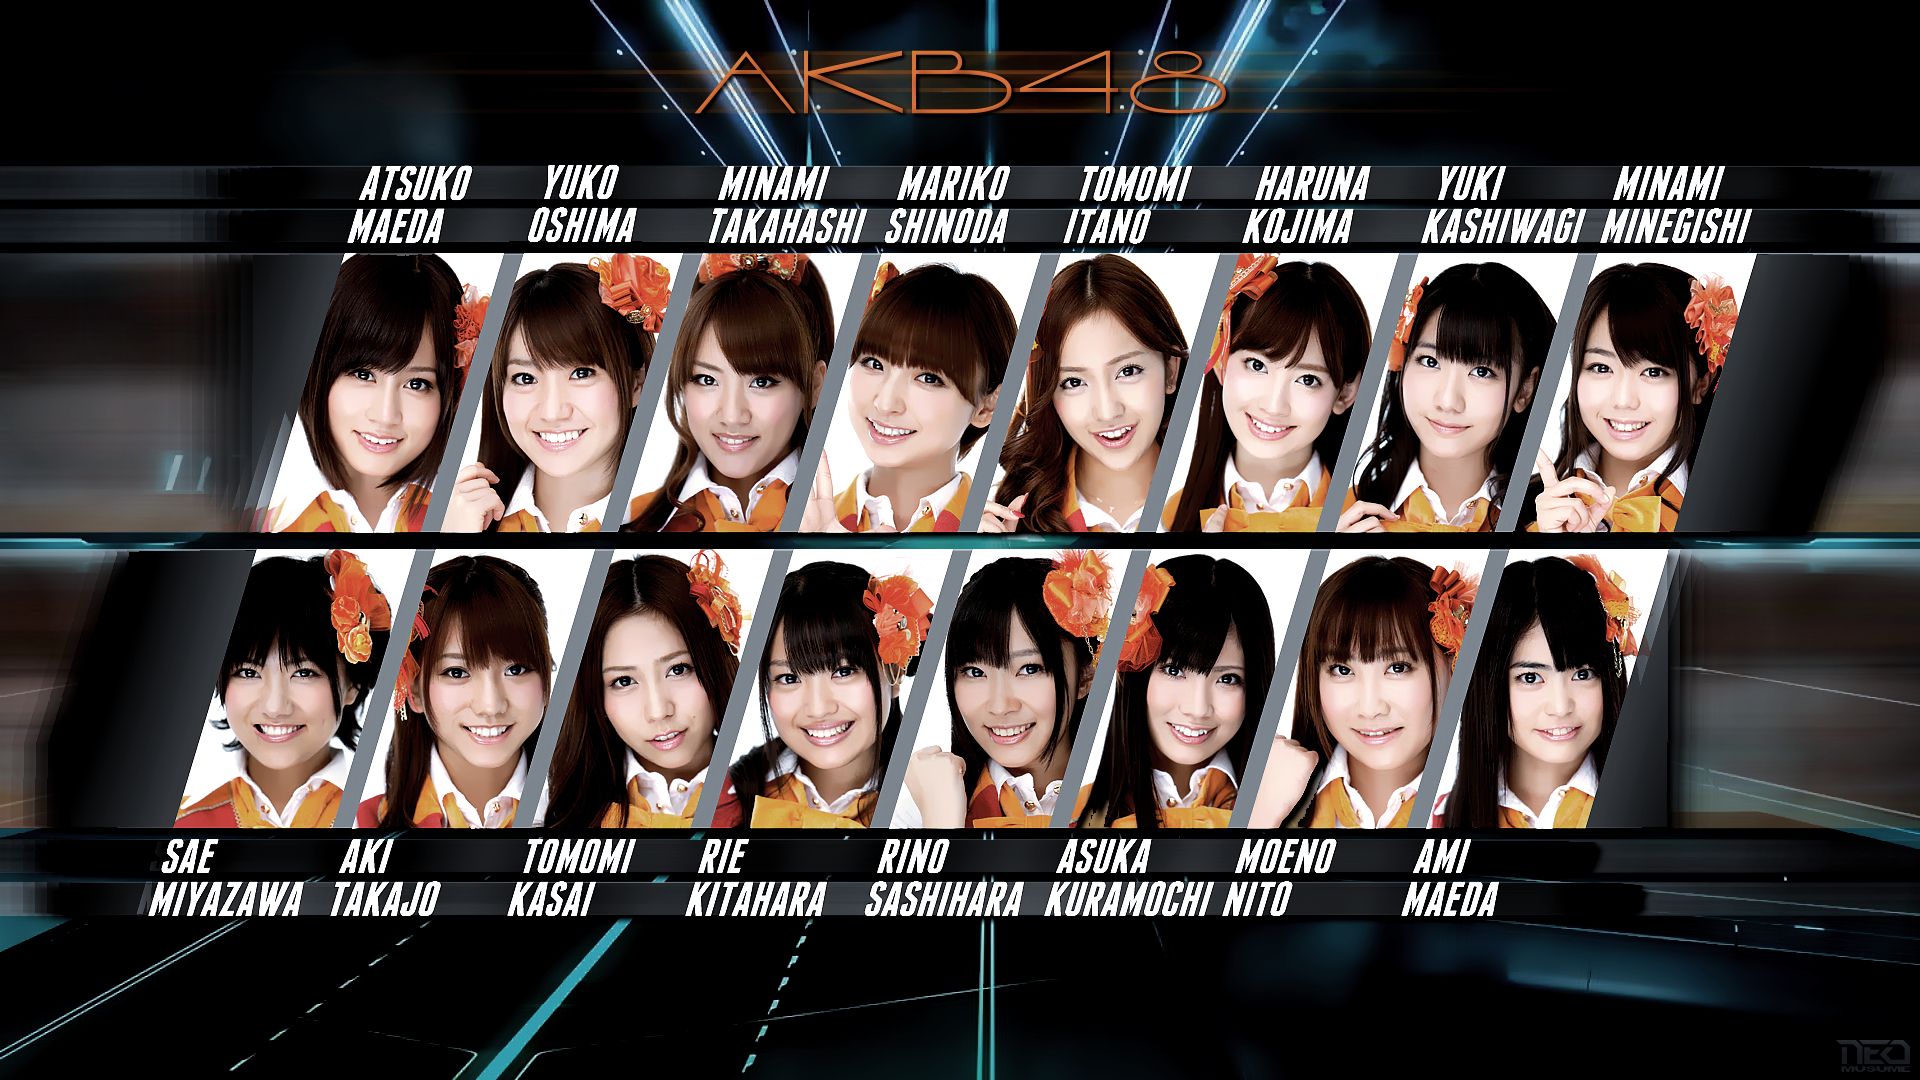 AKB48
ATSUKO MAEDA
YUKO OSHIMA
MINAMI TAKAHASHI
MARIKO SHINODA
TOMOMI ITANO
HARUNA KOJIMA
YUKI KASHIWAGI
MINAMI MINEGISHI
SAE MIYAZAWA
AKI TAKAJO
TOMOMI KASAI
RIE KITAHARA
RINO SASHIHARA
ASUKA KURAMOCHI
MOENO NITO
AMI MAEDA
NEO
MUSUME